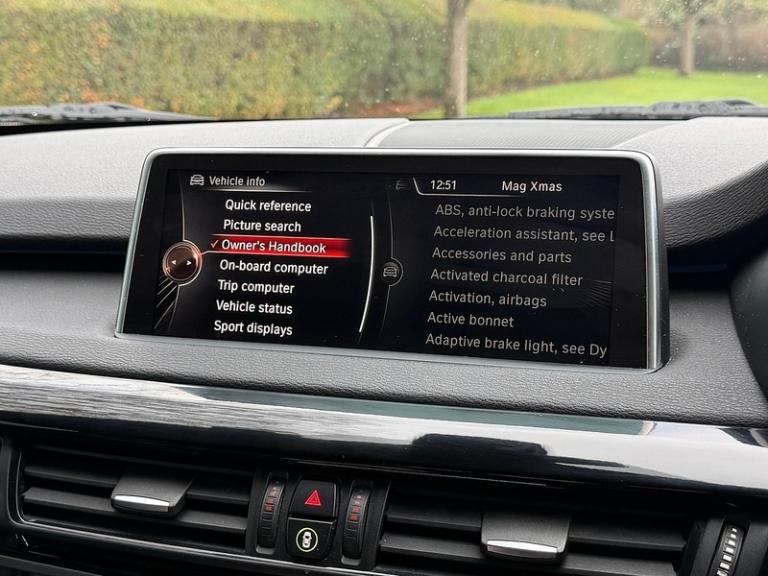 Vehicle info
Quick reference
Picture search
✓ Owner's Handbook
On-board computer
Trip computer
Vehicle status
Sport displays
12:51 Mag Xmas
ABS, anti-lock braking syste
Acceleration assistant, see L
Accessories and parts
Activated charcoal filter
Activation, airbags
Active bonnet
Adaptive brake light, see Dy